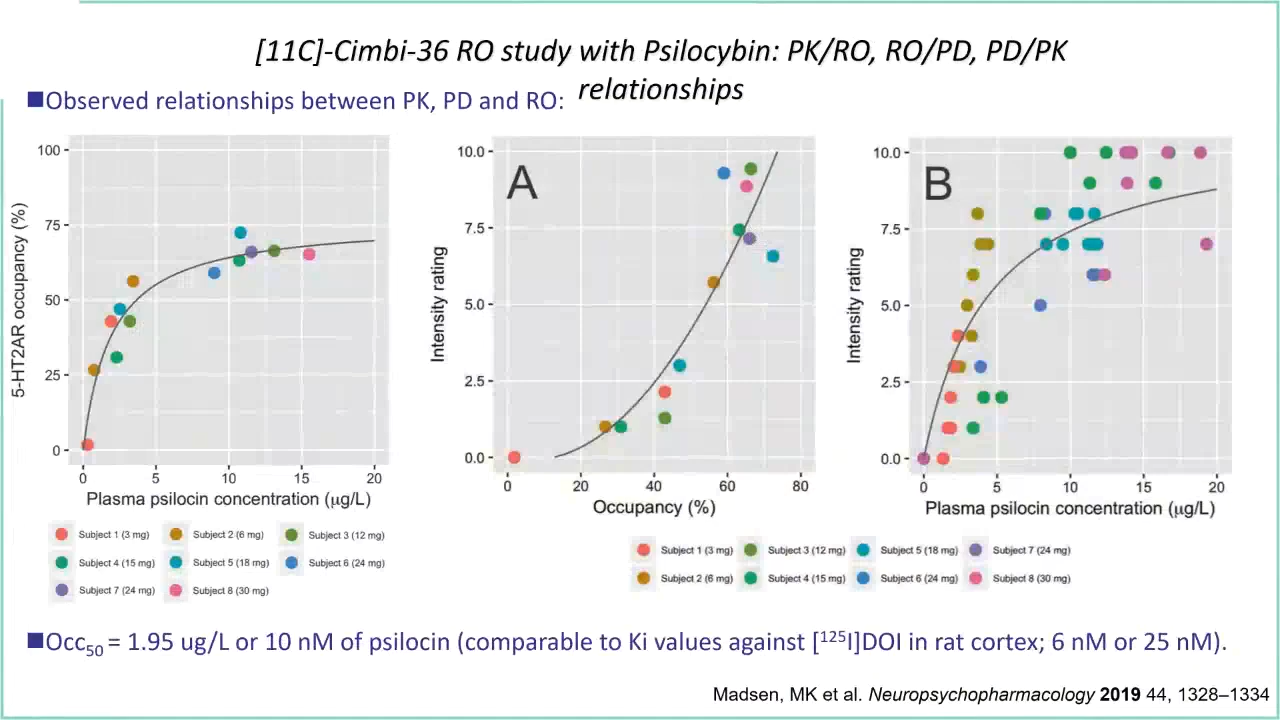 [11C]-Cimbi-36 RO study with Psilocybin: PK/RO, RO/PD, PD/PK
relationships
■Observed relationships between PK, PD and RO:
5-HT2AR occupancy (%)
100
75
50
25
0
0 5 10 15 20
Plasma psilocin concentration (μg/L)
Subject 1 (3 mg) Subject 2 (6 mg) Subject 3 (12 mg)
Subject 4 (15 mg) Subject 5 (18 mg) Subject 6 (24 mg)
Subject 7 (24 mg) Subject 8 (30 mg)
A
Intensity rating
10.0
7.5
5.0
2.5
0.0
0 20 40 60 80
Occupancy (%)
B
Intensity rating
10.0
7.5
5.0
2.5
0.0
0 5 10 15 20
Plasma psilocin concentration (μg/L)
Subject 1 (3 mg) Subject 3 (12 mg) Subject 5 (18 mg) Subject 7 (24 mg)
Subject 2 (6 mg) Subject 4 (15 mg) Subject 6 (24 mg) Subject 8 (30 mg)
■Occ50 = 1.95 ug/L or 10 nM of psilocin (comparable to Ki values against [125I]DOI in rat cortex; 6 nM or 25 nM).
Madsen, MK et al. Neuropsychopharmacology 2019 44, 1328–1334